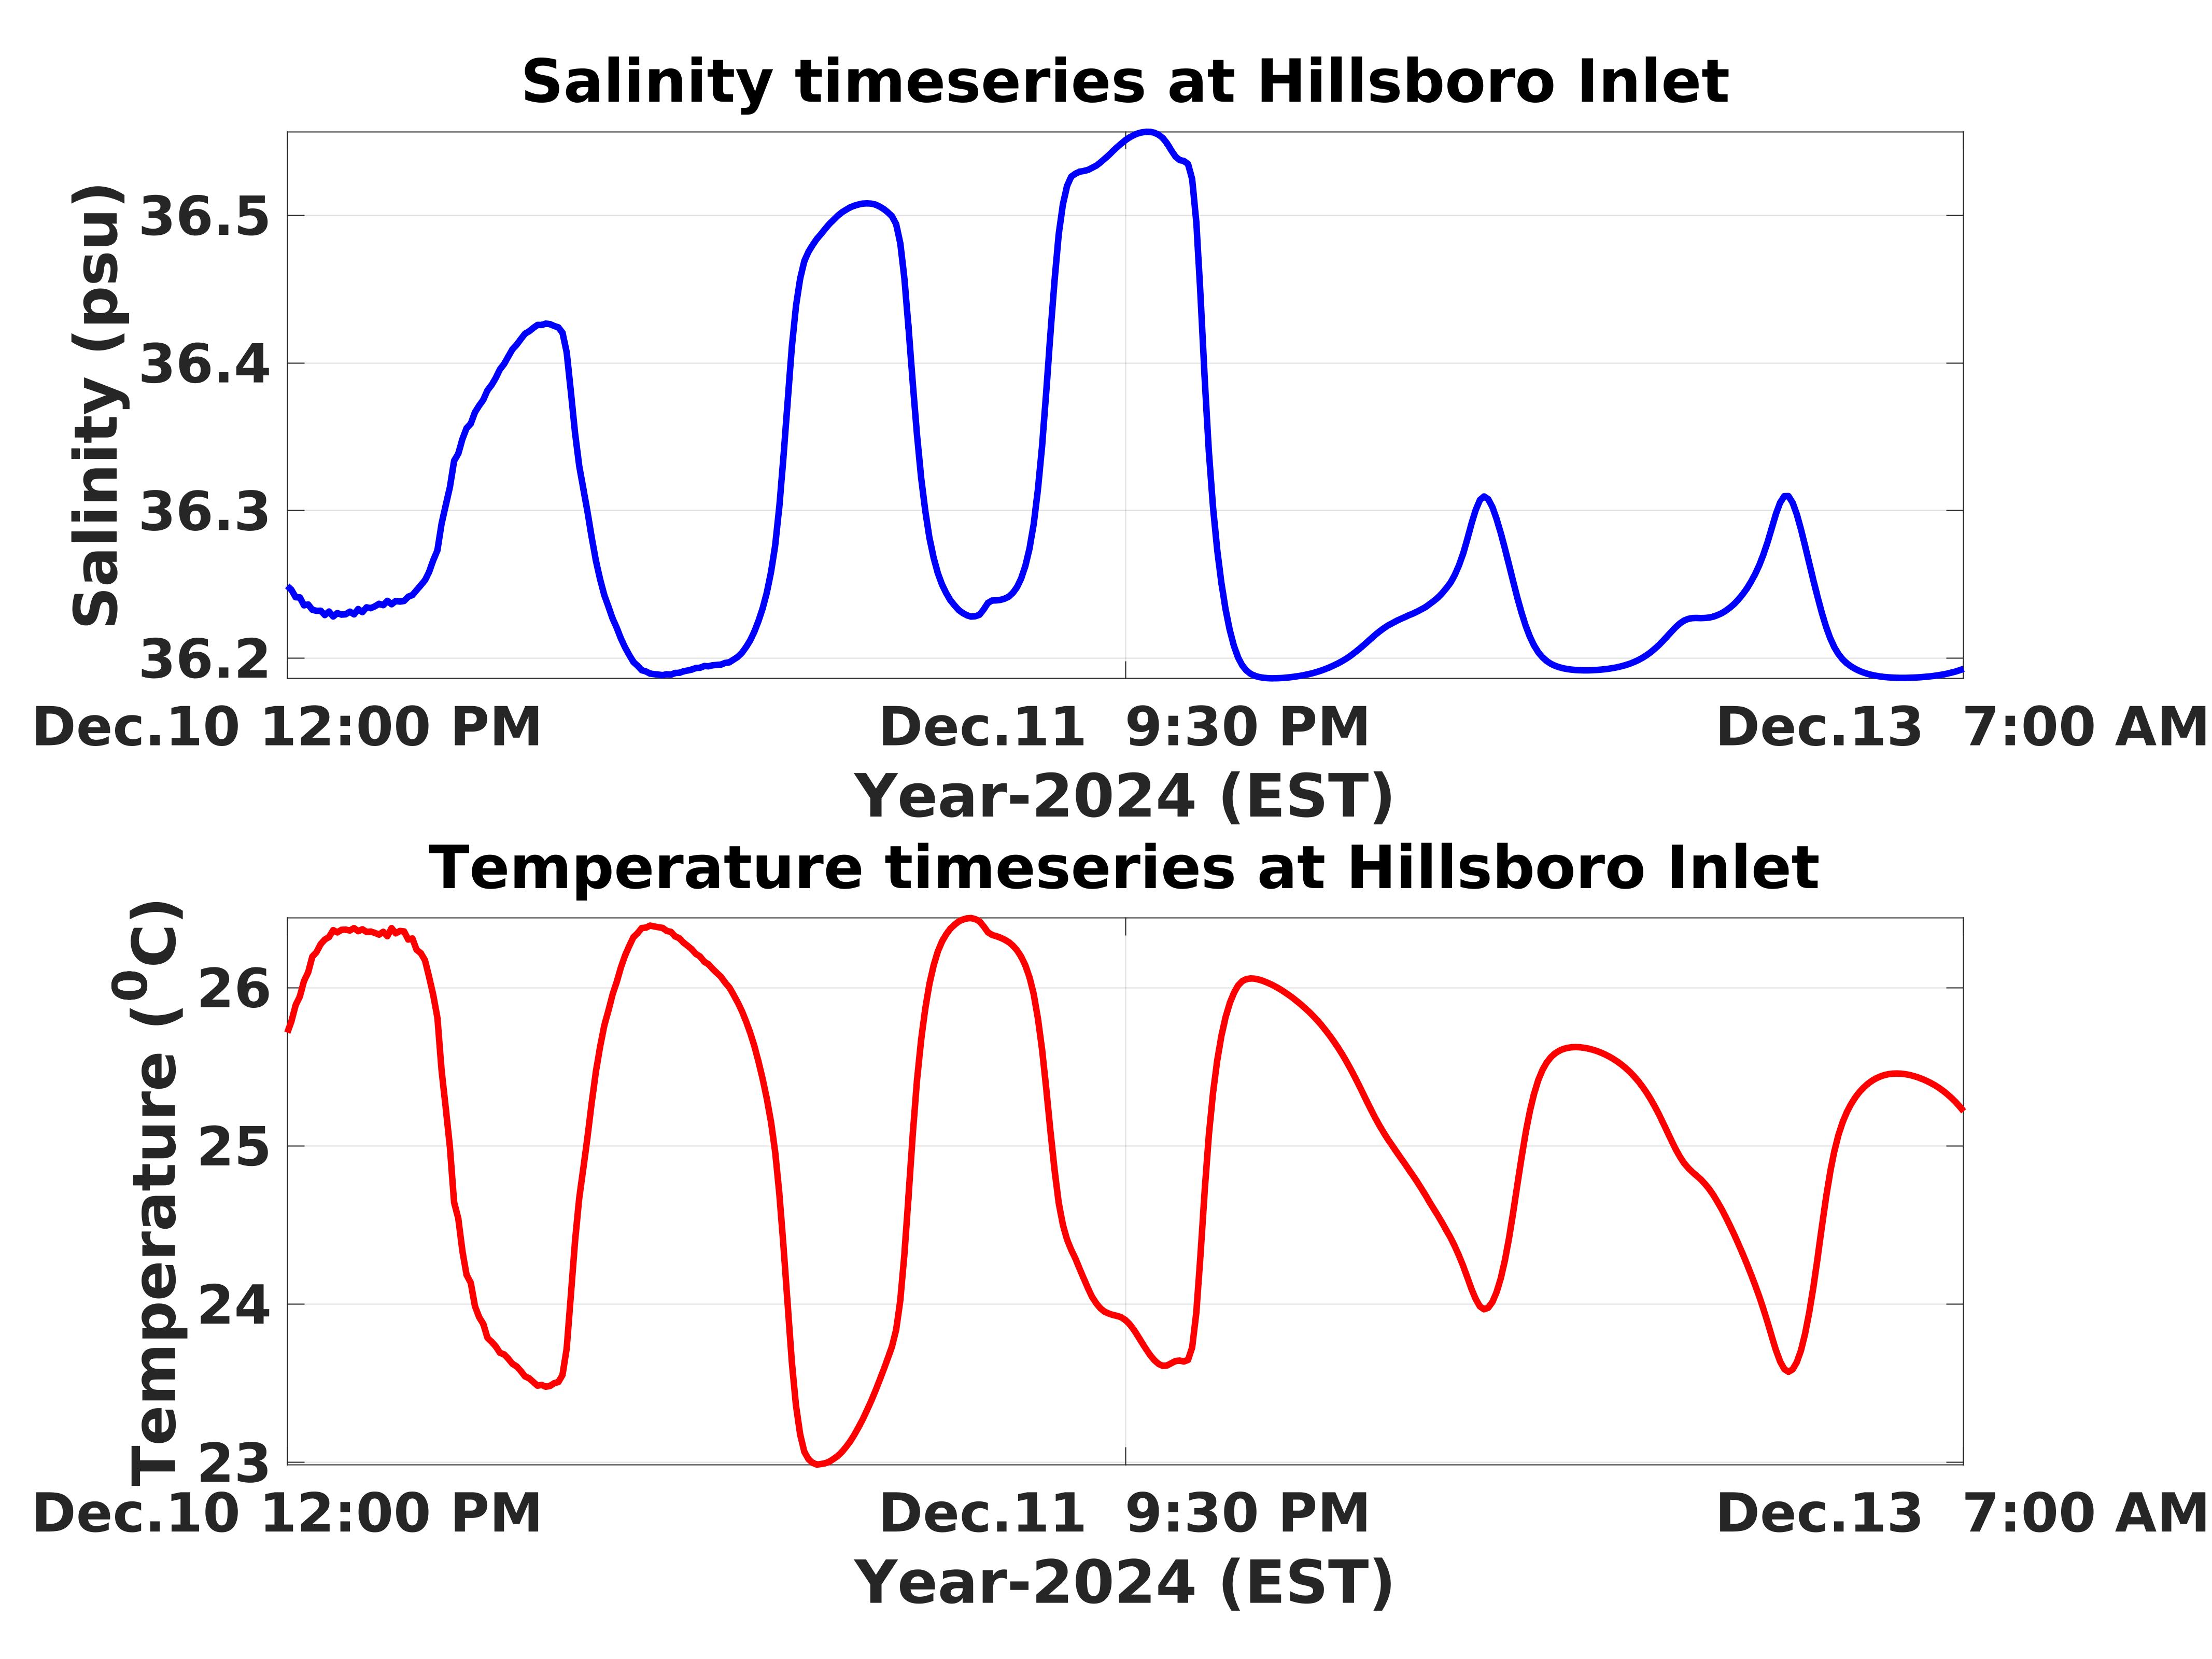 Salinity timeseries at Hillsboro Inlet
Salinity (psu)
36.5
36.4
36.3
36.2
Dec.10 12:00 PM Dec.11  9:30 PM Dec.13  7:00 AM
Year-2024 (EST)
Temperature timeseries at Hillsboro Inlet
Temperature (⁰C)
26
25
24
23
Dec.10 12:00 PM Dec.11  9:30 PM Dec.13  7:00 AM
Year-2024 (EST)